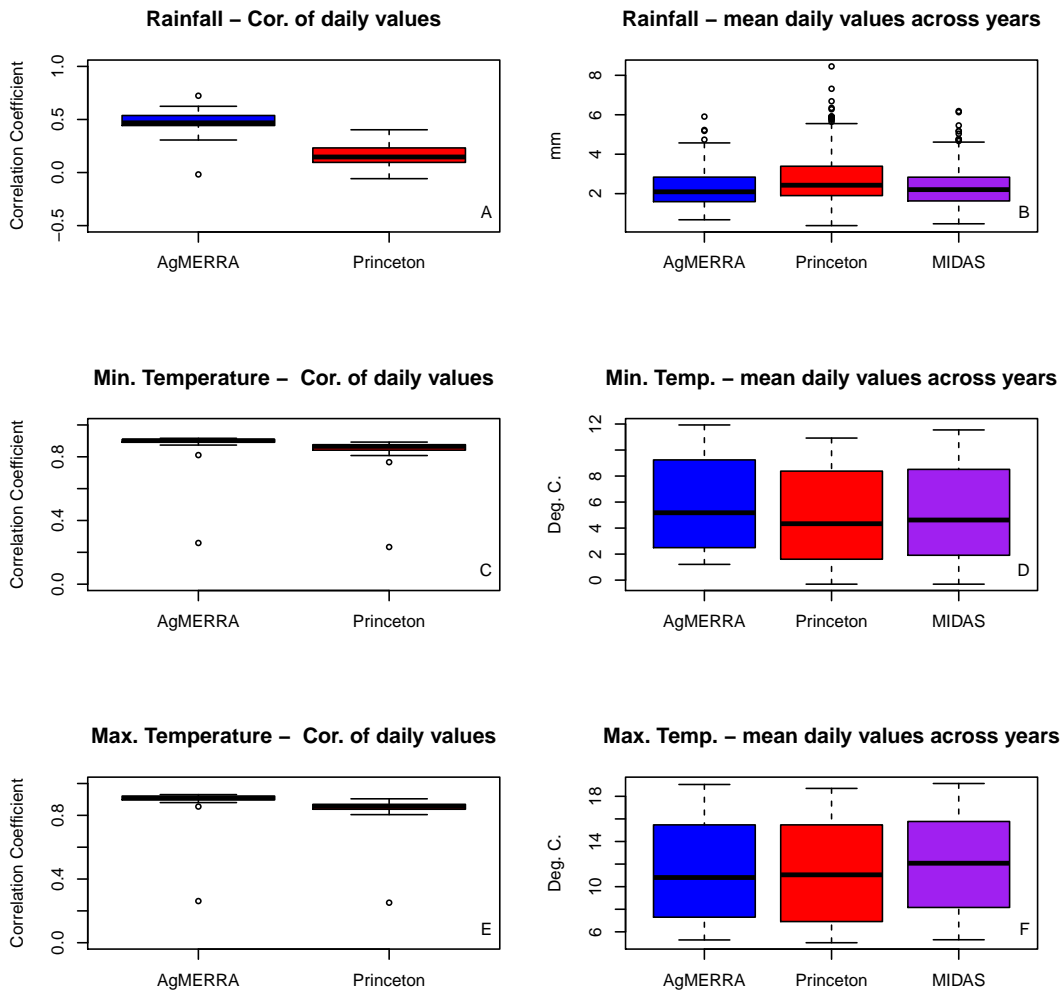 Rainfall – Cor. of daily values
Correlation Coefficient
1.0
0.5
0.0
−0.5
A
AgMERRA Princeton
Rainfall – mean daily values across years
mm
8
6
4
2
B
AgMERRA Princeton MIDAS
Min. Temperature – Cor. of daily values
Correlation Coefficient
0.8
0.4
0.0
C
AgMERRA Princeton
Min. Temp. – mean daily values across years
Deg. C.
12
8
6
4
2
0
D
AgMERRA Princeton MIDAS
Max. Temperature – Cor. of daily values
Correlation Coefficient
0.8
0.4
0.0
E
AgMERRA Princeton
Max. Temp. – mean daily values across years
Deg. C.
18
14
10
6
F
AgMERRA Princeton MIDAS